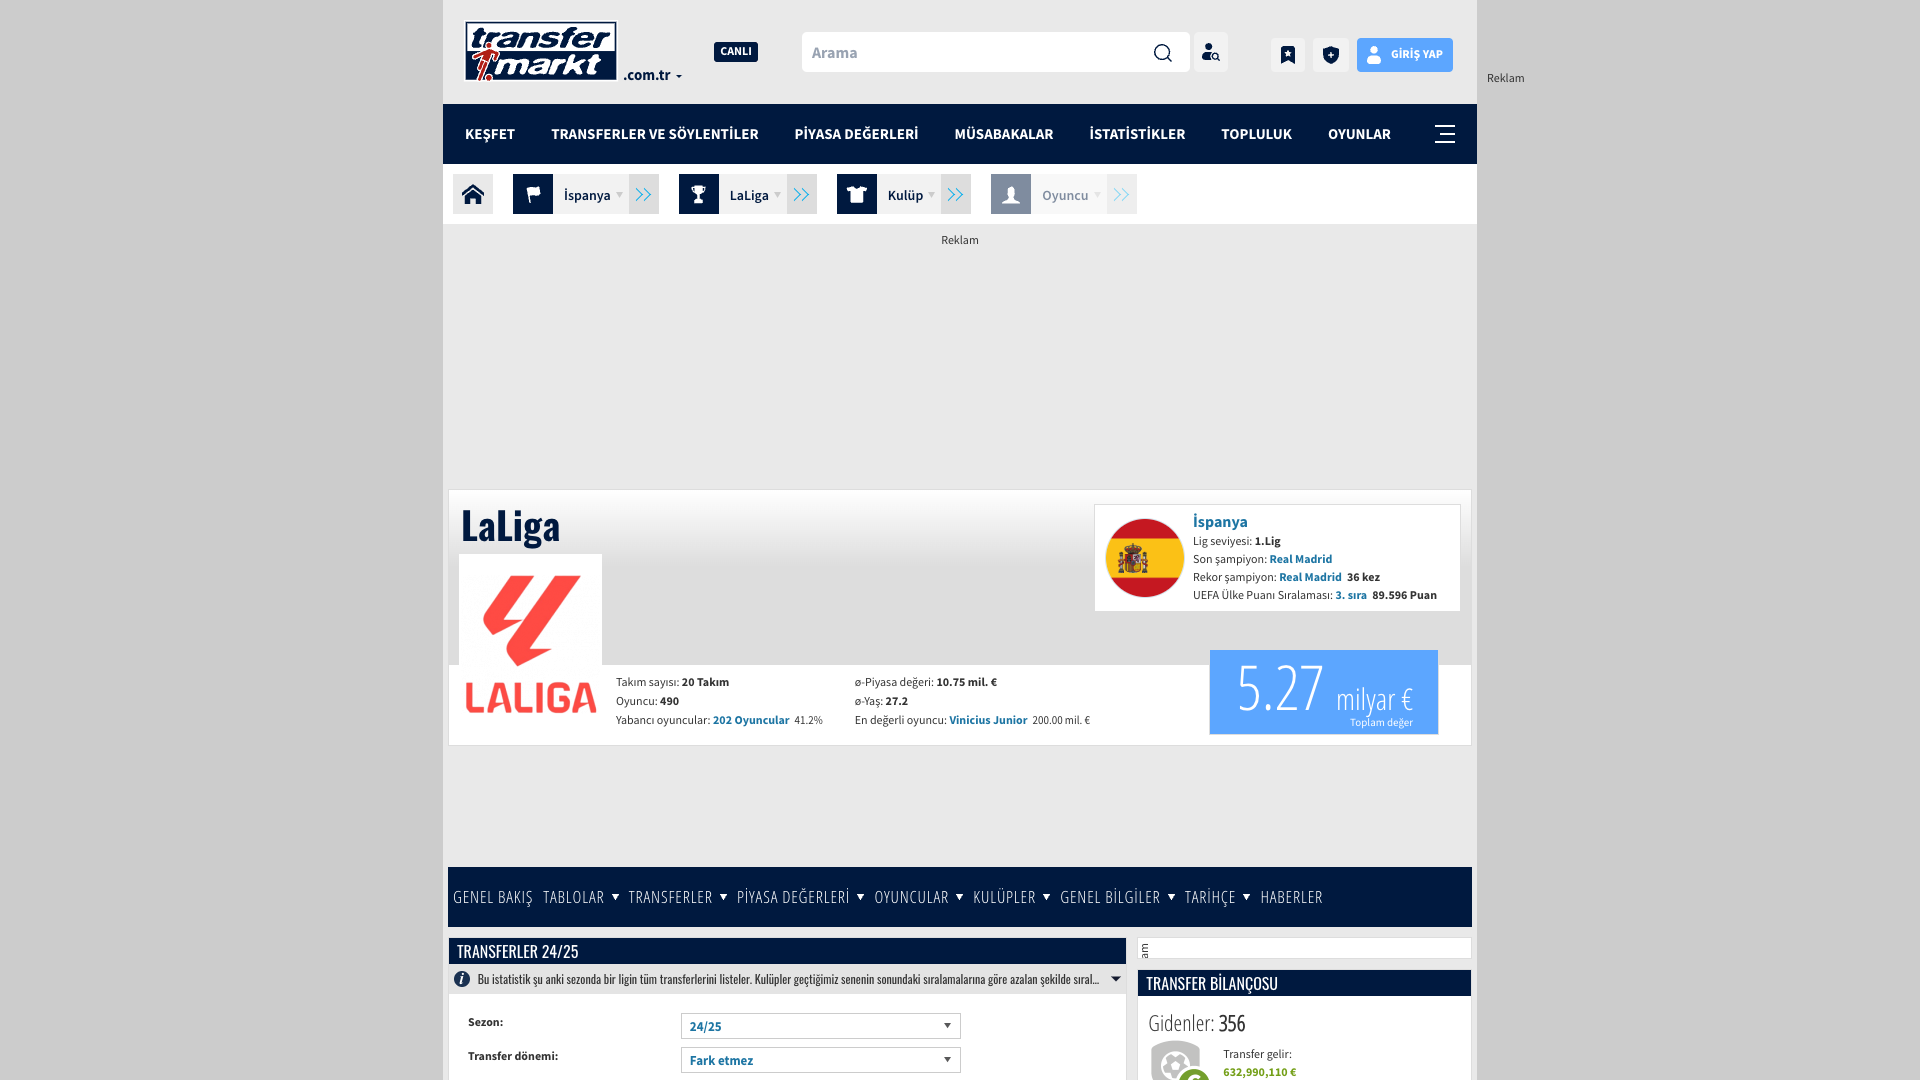 transfer
markt
.com.tr
CANLI
Arama
GİRİŞ YAP
Reklam
KEŞFET TRANSFERLER VE SÖYLENTİLER PİYASA DEĞERLERİ MÜSABAKALAR İSTATİSTİKLER TOPLULUK OYUNLAR
İspanya LaLiga Kulüp Oyuncu
Reklam
LaLiga
İspanya
Lig seviyesi: 1.Lig
Son şampiyon: Real Madrid
Rekor şampiyon: Real Madrid 36 kez
UEFA Ülke Puanı Sıralaması: 3. sıra 89.596 Puan
LALIGA
Takım sayısı: 20 Takım
Oyuncu: 490
Yabancı oyuncular: 202 Oyuncular 41.2%
ø-Piyasa değeri: 10.75 mil. €
ø-Yaş: 27.2
En değerli oyuncu: Vinicius Junior 200.00 mil. €
5.27 milyar €
Toplam değer
GENEL BAKIŞ TABLOLAR TRANSFERLER PİYASA DEĞERLERİ OYUNCULAR KULÜPLER GENEL BİLGİLER TARİHÇE HABERLER
TRANSFERLER 24/25
Bu istatistik şu anki sezonda bir ligin tüm transferlerini listeler. Kulüpler geçtiğimiz senenin sonundaki sıralamalarına göre azalan şekilde sıral...
Sezon: 24/25
Transfer dönemi: Fark etmez
am
TRANSFER BİLANÇOSU
Gidenler: 356
Transfer gelir:
632,990,110 €